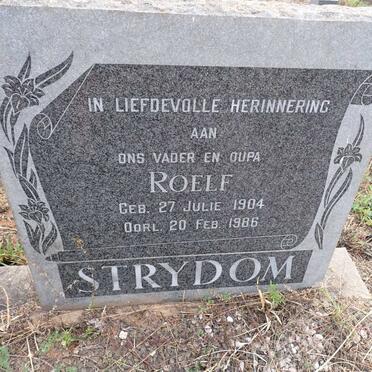 IN LIEFDEVOLLE HERINNERING
AAN
ONS VADER EN OUPA
ROELF
GEB. 27 JULIE 1904
OORL. 20 FEB. 1986
STRYDOM